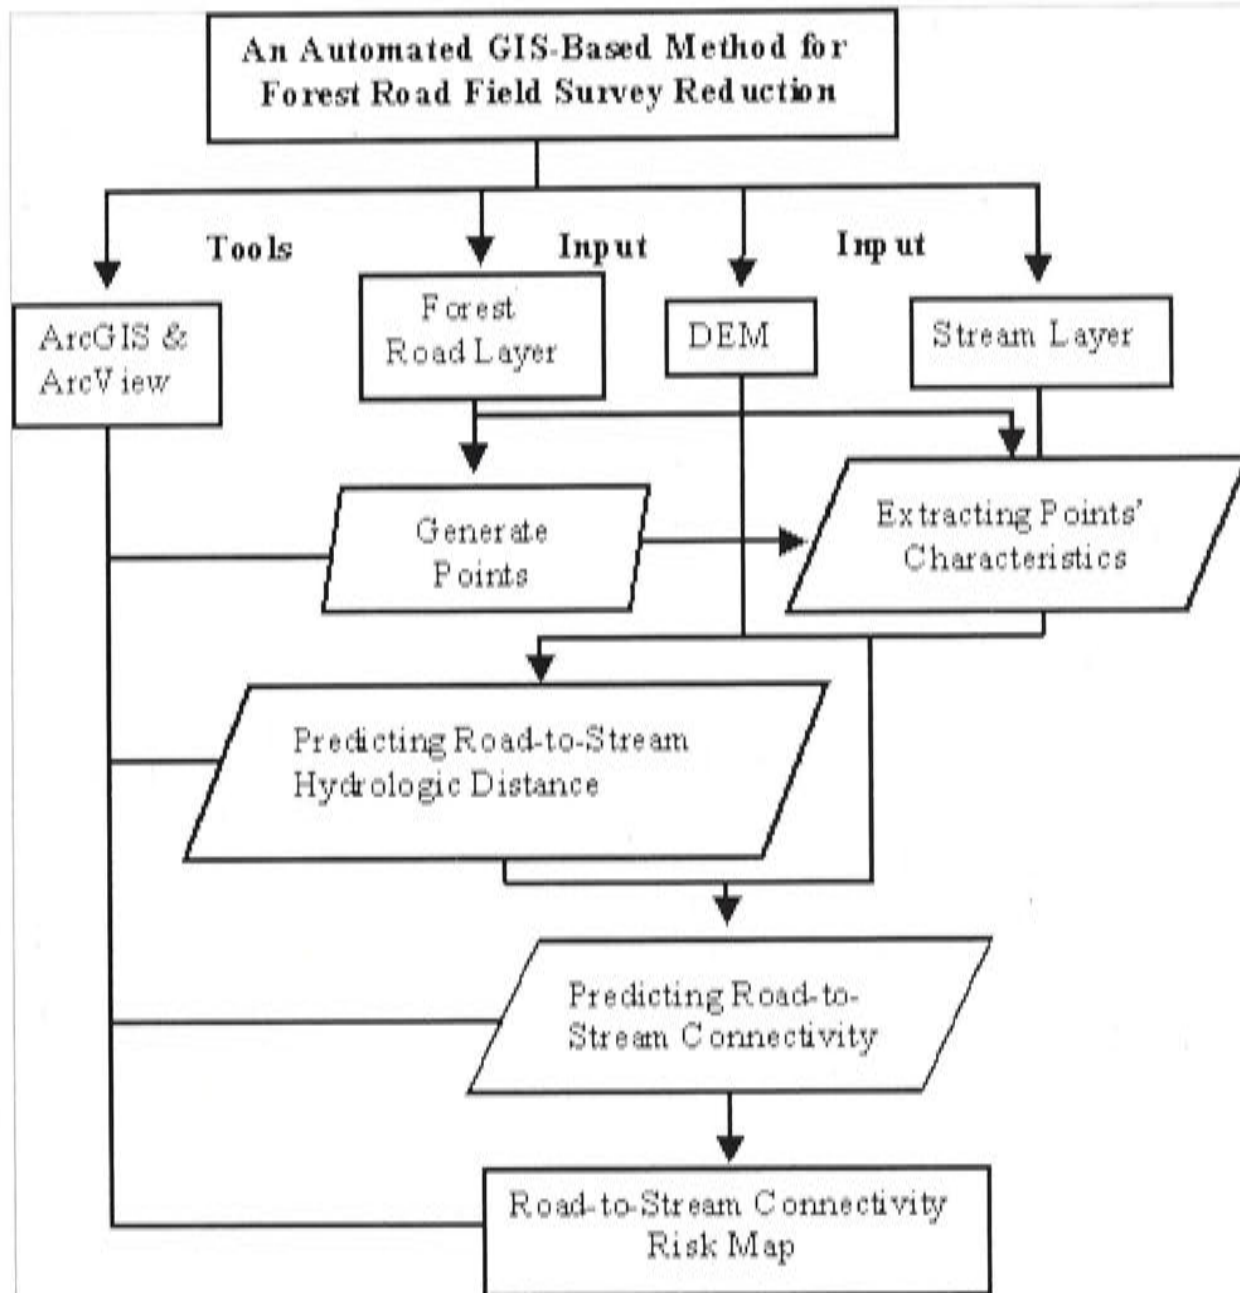 An Automated GIS-Based Method for
Forest Road Field Survey Reduction
Tools
Input
Input
ArcGIS &
ArcView
Forest
Road Layer
DEM
Stream Layer
Generate
Points
Extracting Points'
Characteristics
Predicting Road-to-Stream
Hydrologic Distance
Predicting Road-to-
Stream Connectivity
Road-to-Stream Connectivity
Risk Map